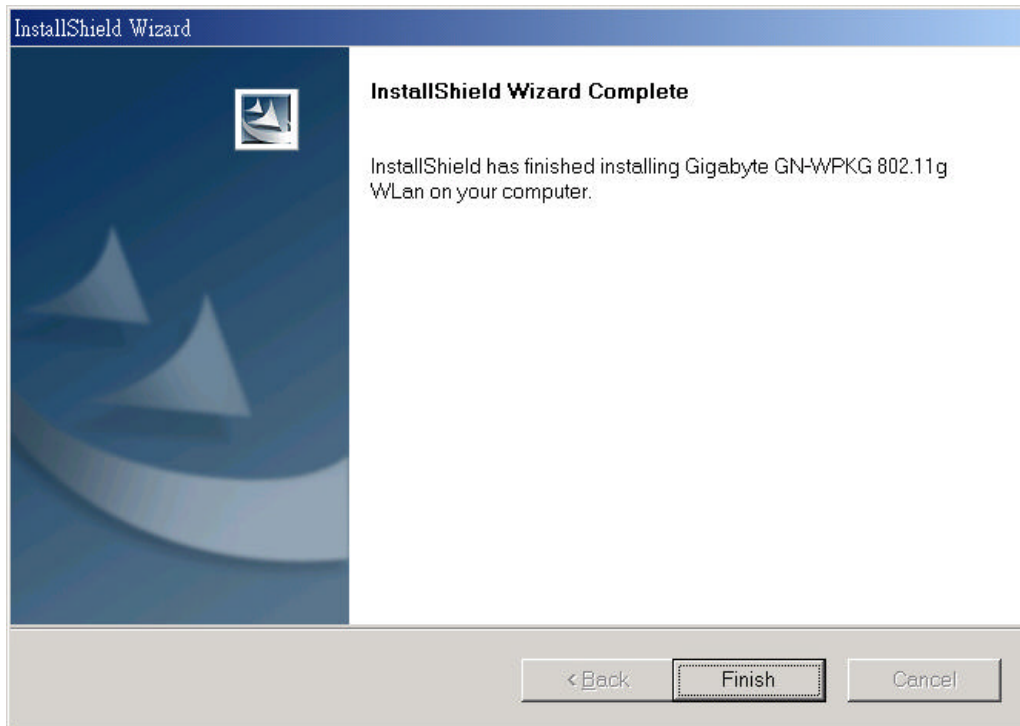 InstallShield Wizard
InstallShield Wizard Complete
InstallShield has finished installing Gigabyte GN-WPKG 802.11g
WLan on your computer.
< Back
Finish
Cancel